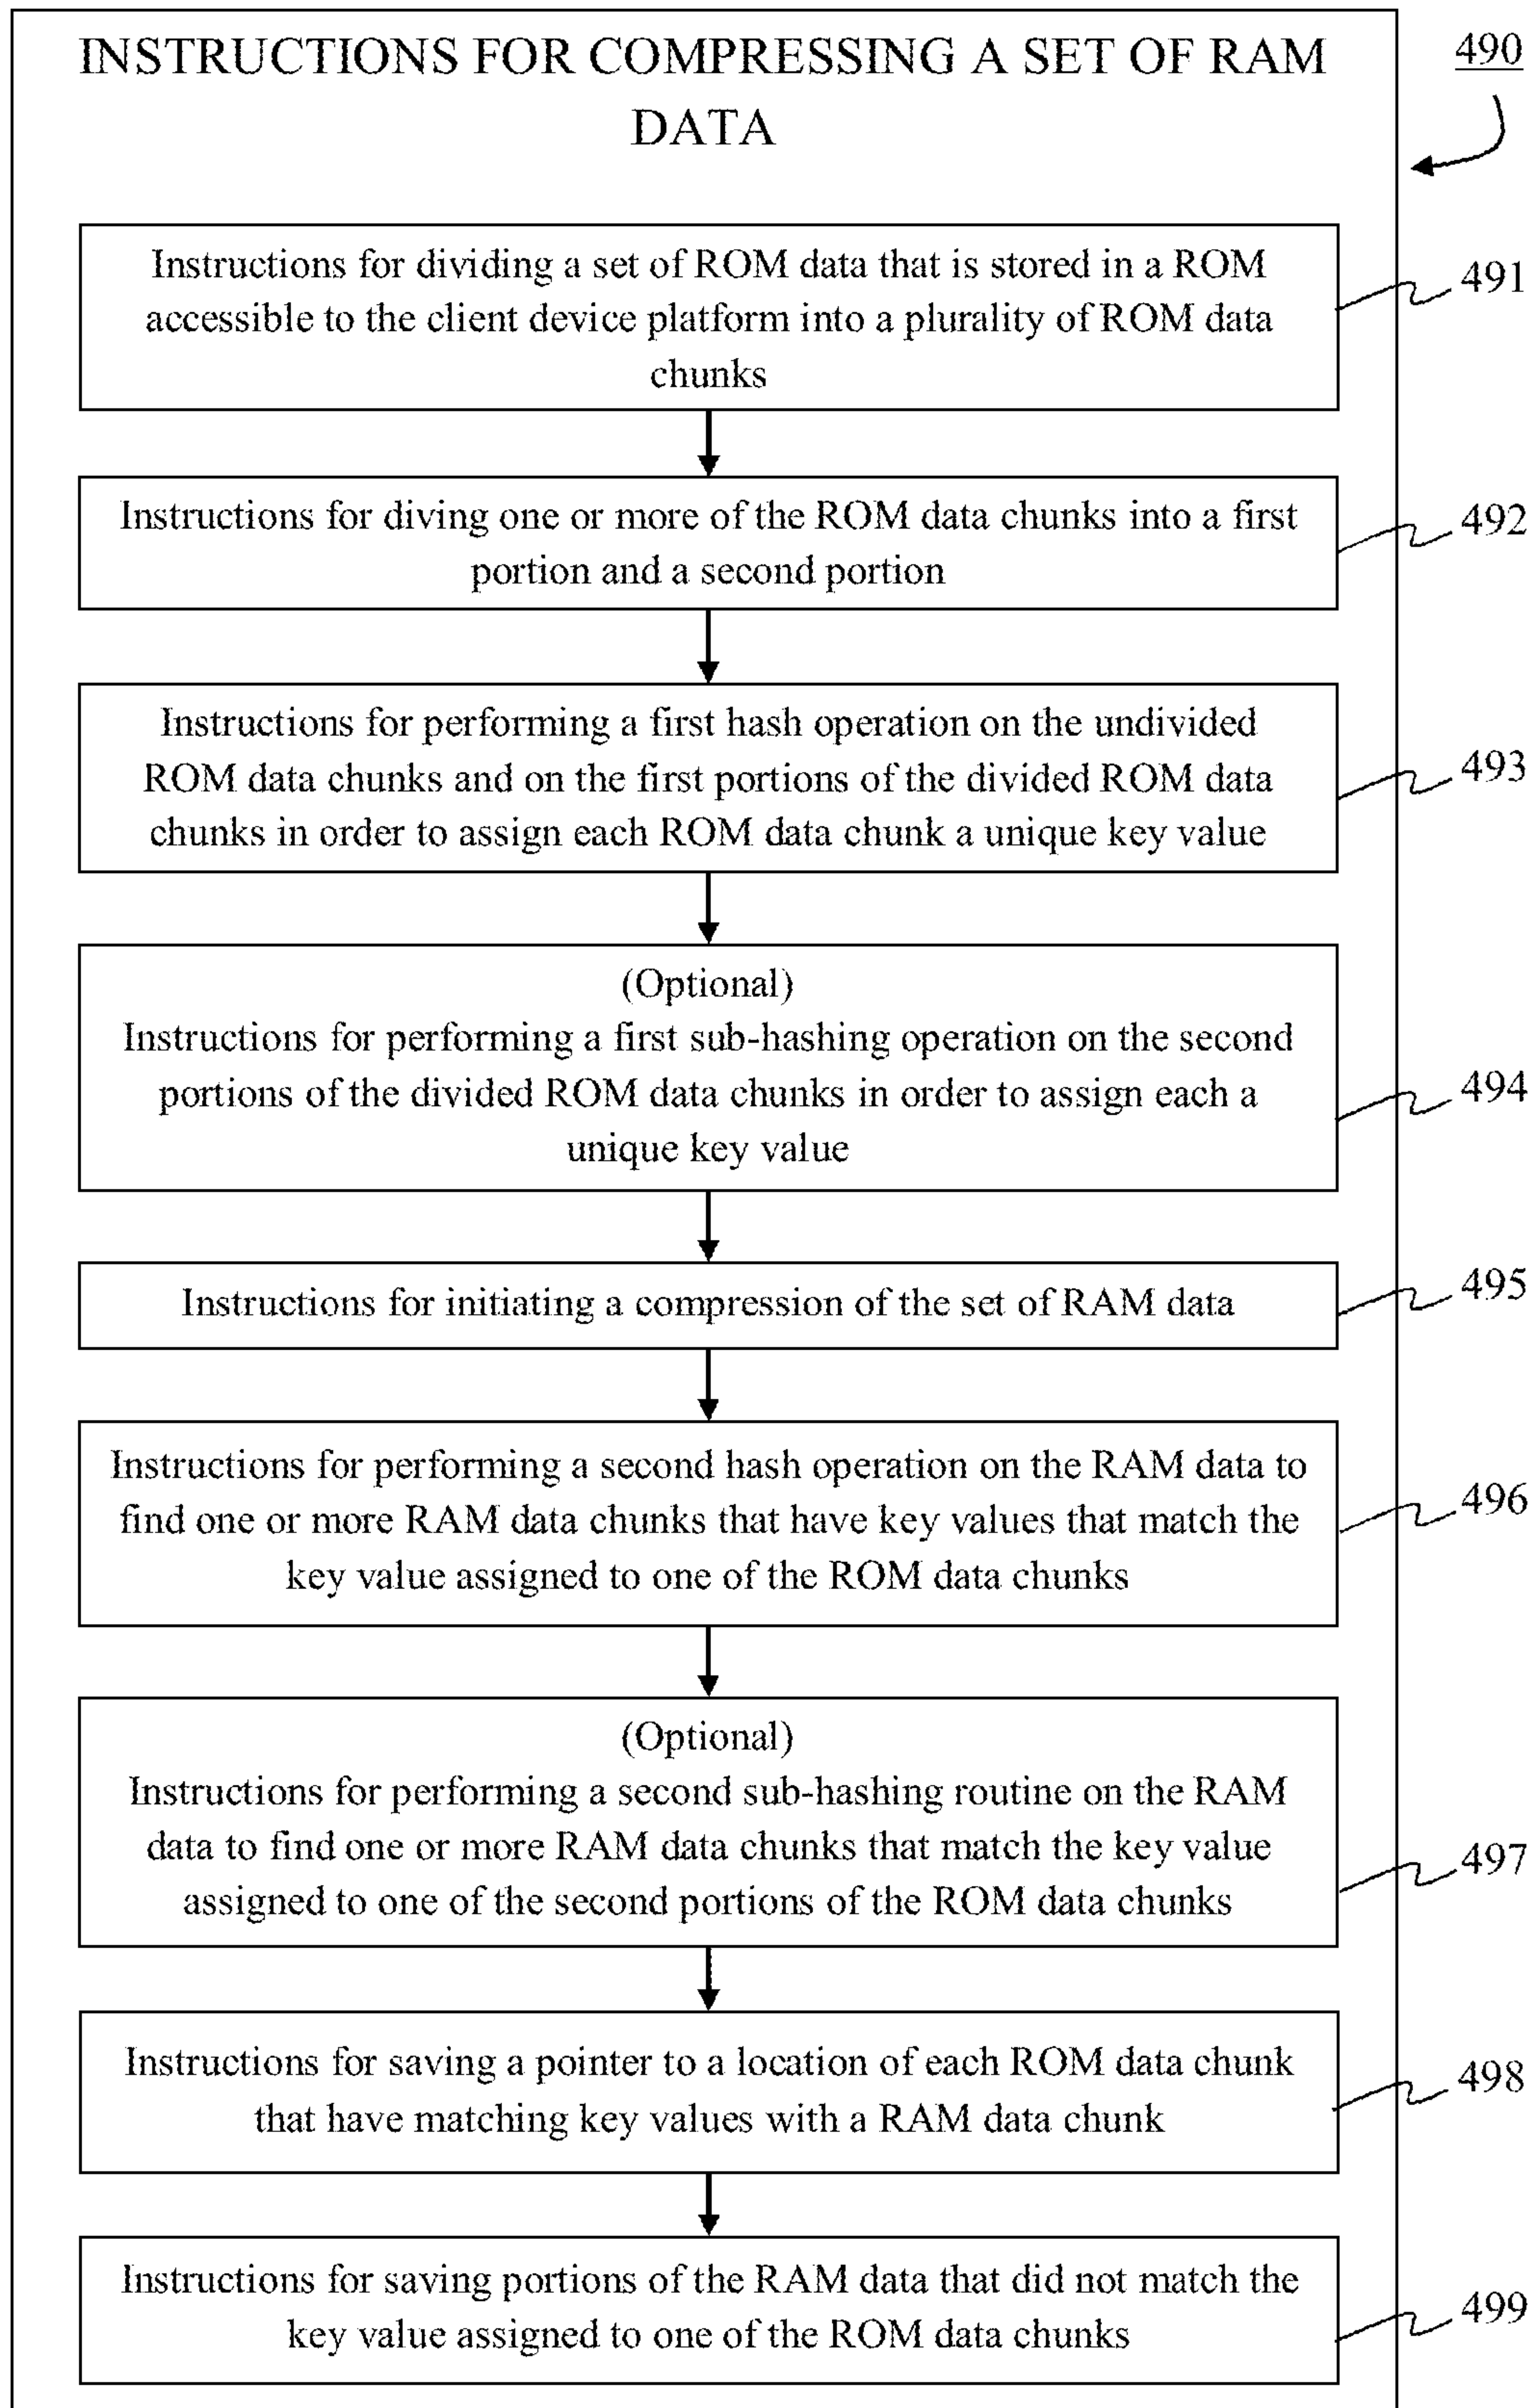 INSTRUCTIONS FOR COMPRESSING A SET OF RAM
DATA
490
Instructions for dividing a set of ROM data that is stored in a ROM
accessible to the client device platform into a plurality of ROM data
chunks
491
Instructions for diving one or more of the ROM data chunks into a first
portion and a second portion
492
Instructions for performing a first hash operation on the undivided
ROM data chunks and on the first portions of the divided ROM data
chunks in order to assign each ROM data chunk a unique key value
493
(Optional)
Instructions for performing a first sub-hashing operation on the second
portions of the divided ROM data chunks in order to assign each a
unique key value
494
Instructions for initiating a compression of the set of RAM data
495
Instructions for performing a second hash operation on the RAM data to
find one or more RAM data chunks that have key values that match the
key value assigned to one of the ROM data chunks
496
(Optional)
Instructions for performing a second sub-hashing routine on the RAM
data to find one or more RAM data chunks that match the key value
assigned to one of the second portions of the ROM data chunks
497
Instructions for saving a pointer to a location of each ROM data chunk
that have matching key values with a RAM data chunk
498
Instructions for saving portions of the RAM data that did not match the
key value assigned to one of the ROM data chunks
499